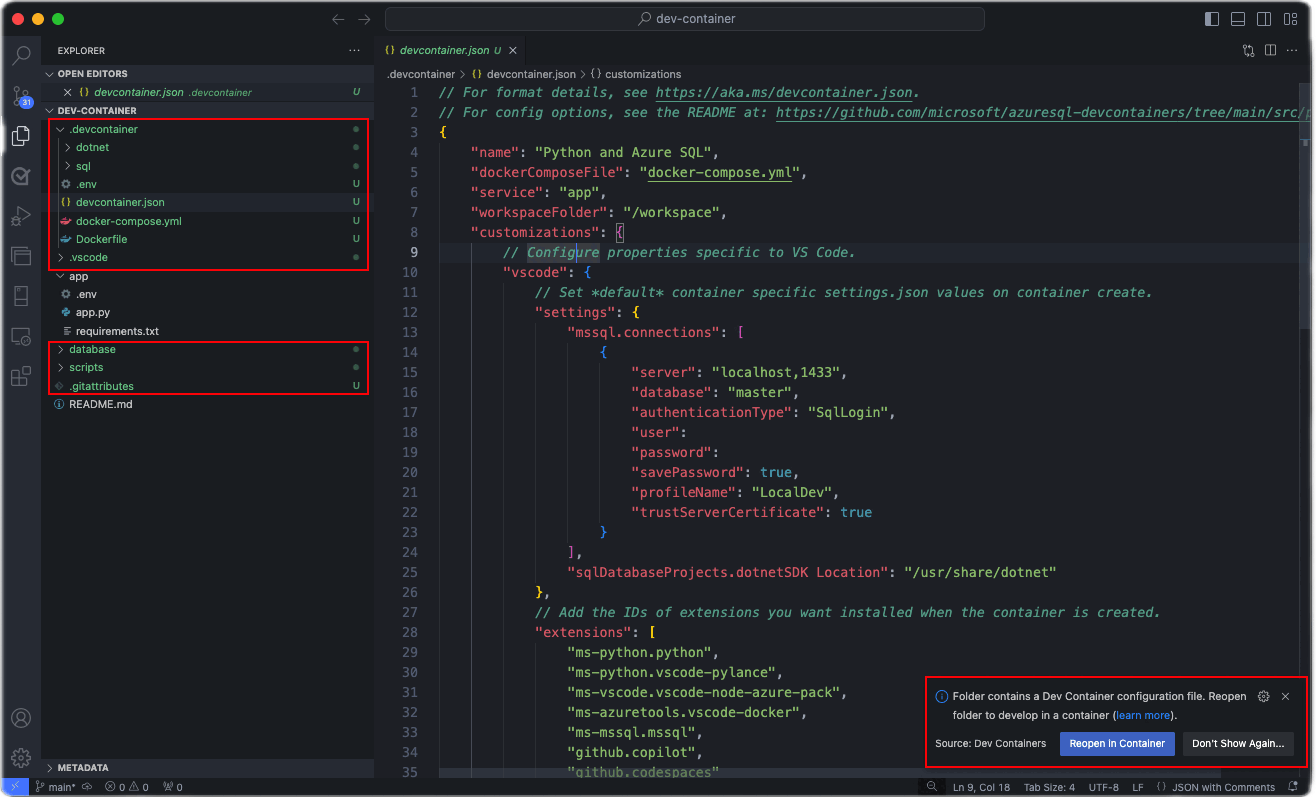 dev-container
EXPLORER
OPEN EDITORS
devcontainer.json .devcontainer U
31
DEV-CONTAINER
.devcontainer
dotnet
sql
.env U
devcontainer.json U
docker-compose.yml U
Dockerfile U
.vscode
app
.env
app.py
requirements.txt
database
scripts
.gitattributes U
README.md
METADATA
devcontainer.json U
.devcontainer > {} devcontainer.json > {} customizations
1 // For format details, see https://aka.ms/devcontainer.json.
2 // For config options, see the README at: https://github.com/microsoft/azuresql-devcontainers/tree/main/src/
3 {
4 "name": "Python and Azure SQL",
5 "dockerComposeFile": "docker-compose.yml",
6 "service": "app",
7 "workspaceFolder": "/workspace",
8 "customizations": {
9 // Configure properties specific to VS Code.
10 "vscode": {
11 // Set *default* container specific settings.json values on container create.
12 "settings": {
13 "mssql.connections": [
14 {
15 "server": "localhost,1433",
16 "database": "master",
17 "authenticationType": "SqlLogin",
18 "user":
19 "password":
20 "savePassword": true,
21 "profileName": "LocalDev",
22 "trustServerCertificate": true
23 }
24 ],
25 "sqlDatabaseProjects.dotnetSDK Location": "/usr/share/dotnet"
26 },
27 // Add the IDs of extensions you want installed when the container is created.
28 "extensions": [
29 "ms-python.python",
30 "ms-python.vscode-pylance",
31 "ms-vscode.vscode-node-azure-pack",
32 "ms-azuretools.vscode-docker",
33 "ms-mssql.mssql",
34 "github.copilot",
35 "github.codespaces"
Folder contains a Dev Container configuration file. Reopen
folder to develop in a container (learn more).
Source: Dev Containers
Reopen in Container
Don't Show Again...
main* 0 0 0
Ln 9, Col 18 Tab Size: 4 UTF-8 LF {} JSON with Comments